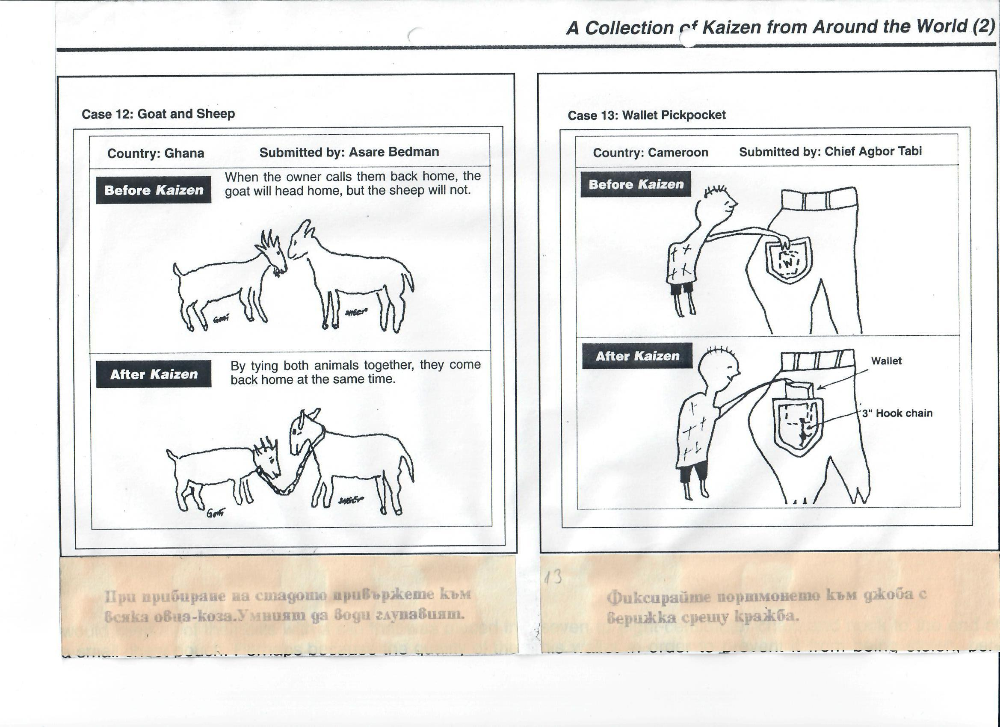 A Collection of Kaizen from Around the World (2)
Case 12: Goat and Sheep
Country: Ghana Submitted by: Asare Bedman
Before Kaizen
When the owner calls them back home, the
goat will head home, but the sheep will not.
Goat
SHEEP
After Kaizen
By tying both animals together, they come
back home at the same time.
Goat
SHEEP
При прибиране на стадото привържете към
всяка овца-коза.Умният да води глупавият.
Case 13: Wallet Pickpocket
Country: Cameroon Submitted by: Chief Agbor Tabi
Before Kaizen
W
After Kaizen
Wallet
3" Hook chain
13
Фиксирайте портмонето към джоба с
верижка срещу кражба.